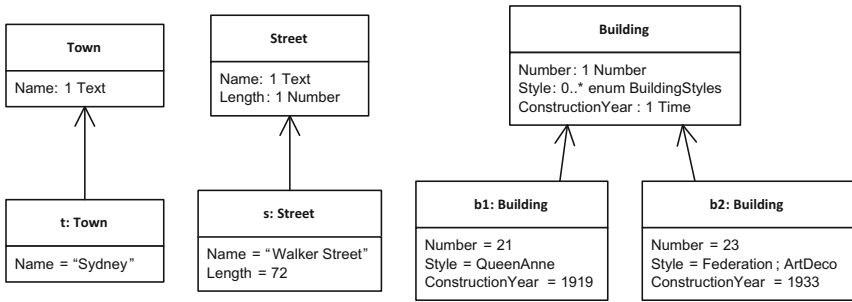 Town
Name: 1 Text
Street
Name: 1 Text
Length: 1 Number
Building
Number: 1 Number
Style: 0..* enum BuildingStyles
ConstructionYear : 1 Time
t: Town
Name = “Sydney”
s: Street
Name = “Walker Street”
Length = 72
b1: Building
Number = 21
Style = QueenAnne
ConstructionYear = 1919
b2: Building
Number = 23
Style = Federation ; ArtDeco
ConstructionYear = 1933